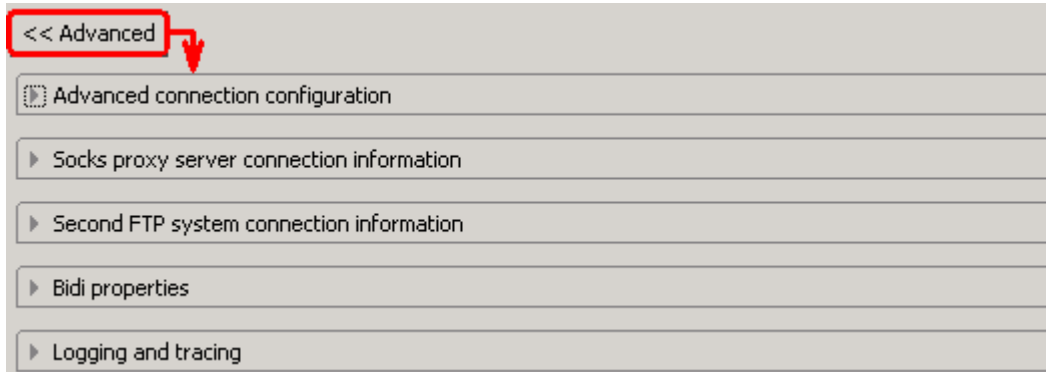 << Advanced
Advanced connection configuration
Socks proxy server connection information
Second FTP system connection information
Bidi properties
Logging and tracing